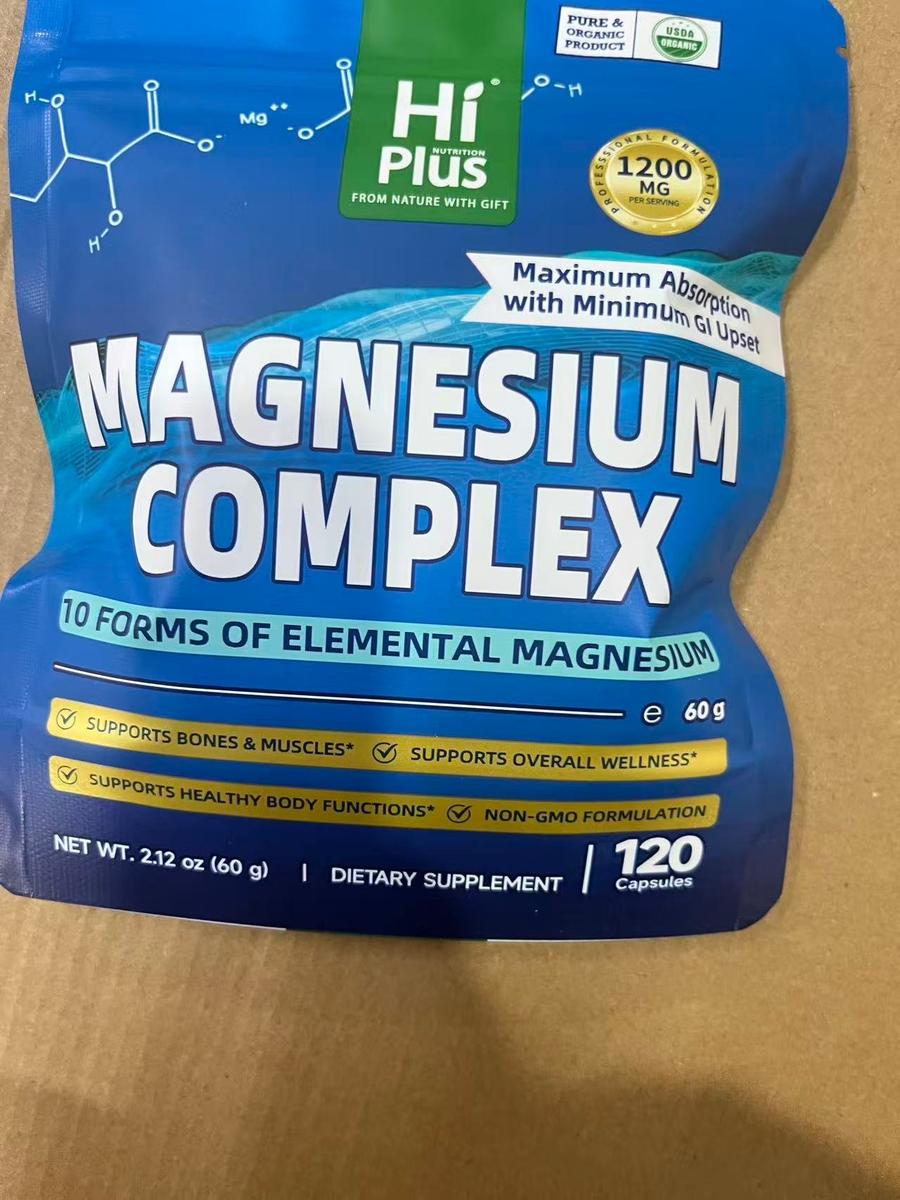 PURE &
ORGANIC
PRODUCT
USDA
ORGANIC
H-O
O
Mg++
O-
-O
O
O-H
O
H-
Hi®
NUTRITION
Plus
FROM NATURE WITH GIFT
PROFESSSIONAL FORMULATION
1200
MG
PER SERVING
Maximum Absorption
with Minimum GI Upset
MAGNESIUM
COMPLEX
10 FORMS OF ELEMENTAL MAGNESIUM
℮ 60 g
SUPPORTS BONES & MUSCLES* SUPPORTS OVERALL WELLNESS*
SUPPORTS HEALTHY BODY FUNCTIONS* NON-GMO FORMULATION
NET WT. 2.12 oz (60 g) | DIETARY SUPPLEMENT | 120
Capsules